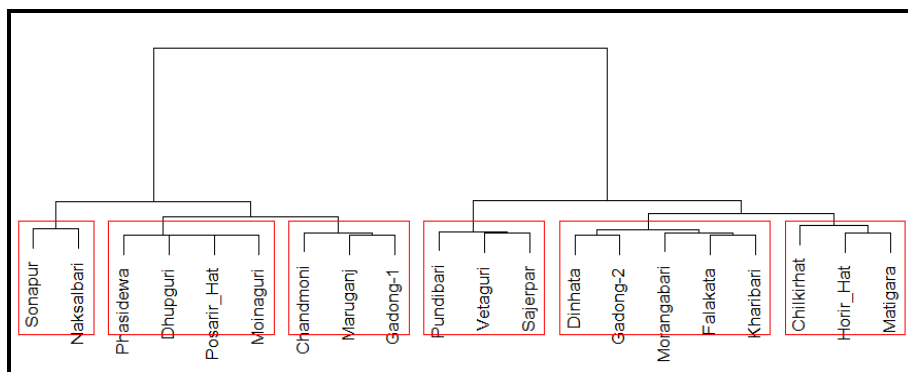 Sonapur
Naksalbari
Phasidewa
Dhupguri
Posarir_Hat
Moinaguri
Chandmoni
Maruganj
Gadong-1
Pundibari
Vetaguri
Sajerpar
Dinhata
Gadong-2
Morangabari
Falakata
Kharibari
Chilkirhat
Horir_Hat
Matigara